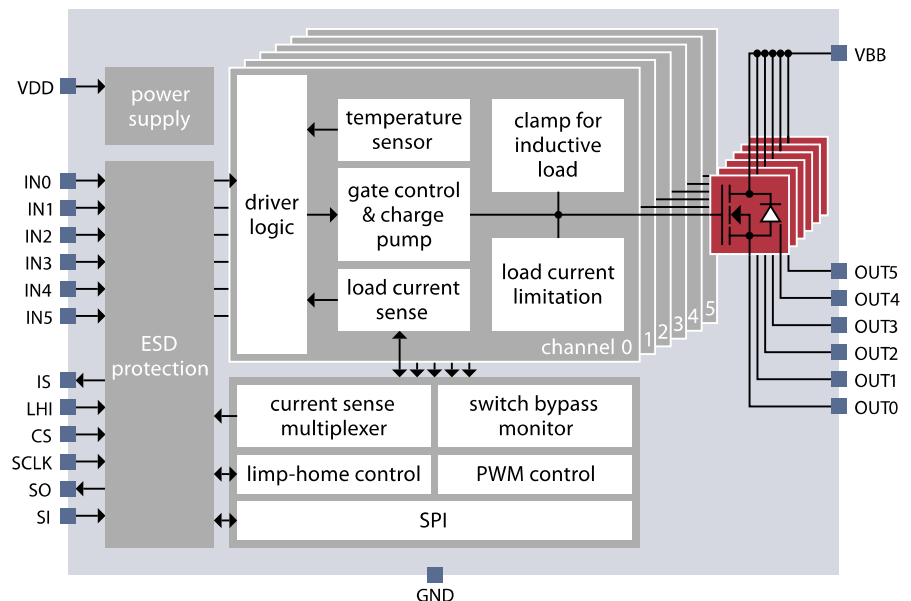 VDD
IN0
IN1
IN2
IN3
IN4
IN5
IS
LHI
CS
SCLK
SO
SI
power
supply
ESD
protection
driver
logic
temperature
sensor
gate control
& charge
pump
load current
sense
clamp for
inductive
load
load current
limitation
channel 0
1
2
3
4
5
current sense
multiplexer
switch bypass
monitor
limp-home control
PWM control
SPI
VBB
OUT5
OUT4
OUT3
OUT2
OUT1
OUT0
GND